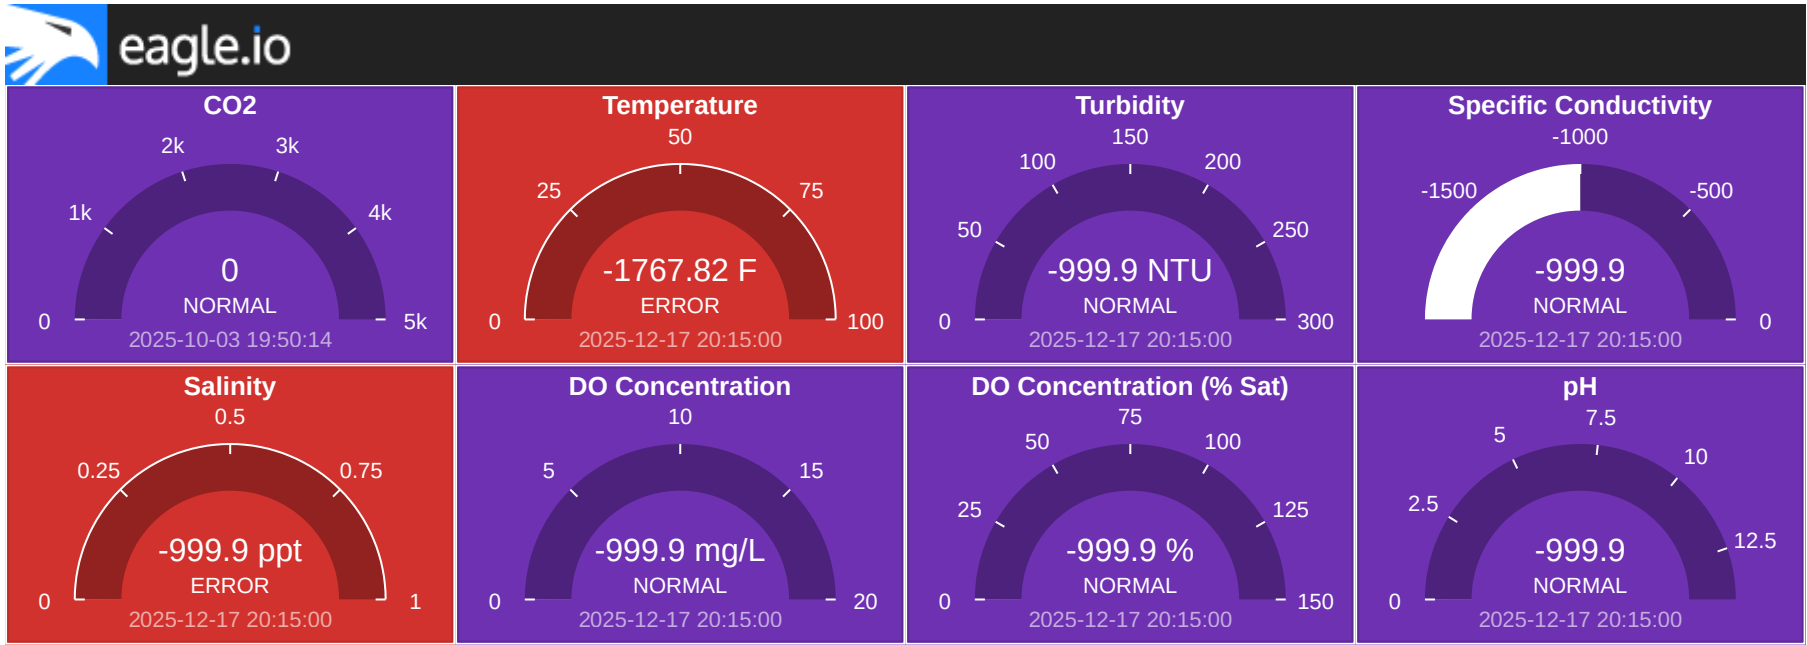 eagle.io
CO2
0
1k
2k
3k
4k
5k
0
NORMAL
2025-10-03 19:50:14
Temperature
0
25
50
75
100
-1767.82 F
ERROR
2025-12-17 20:15:00
Turbidity
0
50
100
150
200
250
300
-999.9 NTU
NORMAL
2025-12-17 20:15:00
Specific Conductivity
-1500
-1000
-500
0
-999.9
NORMAL
2025-12-17 20:15:00
Salinity
0
0.25
0.5
0.75
1
-999.9 ppt
ERROR
2025-12-17 20:15:00
DO Concentration
0
5
10
15
20
-999.9 mg/L
NORMAL
2025-12-17 20:15:00
DO Concentration (% Sat)
0
25
50
75
100
125
150
-999.9 %
NORMAL
2025-12-17 20:15:00
pH
0
2.5
5
7.5
10
12.5
-999.9
NORMAL
2025-12-17 20:15:00